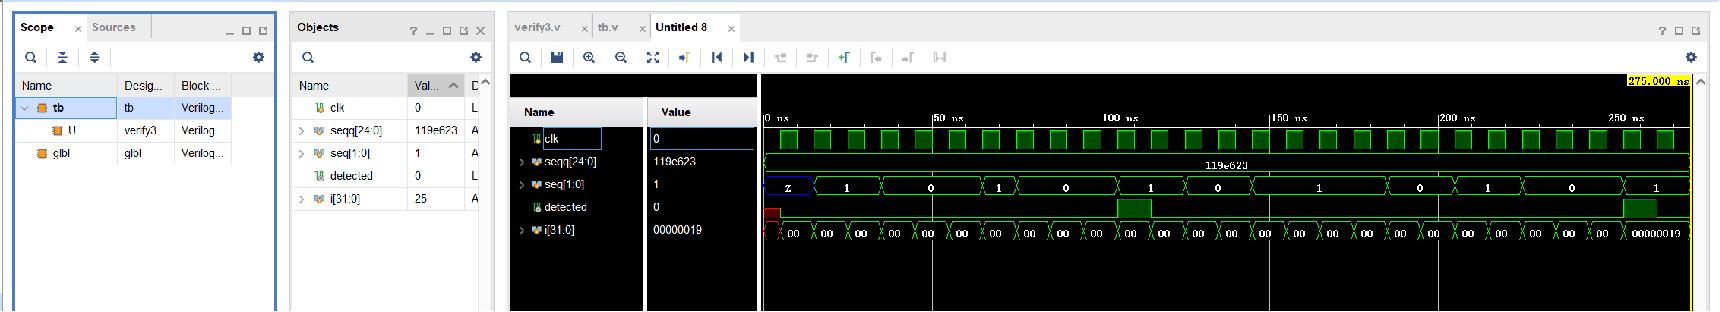 Scope × Sources
Name Desig... Block ...
tb tb Verilog...
U verify3 Verilog
glbl glbl Verilog...
Objects ?
Name Val... D
clk 0 L
seqq[24:0] 119e623 A
seq[1:0] 1 A
detected 0 L
i[31:0] 25 A
verify3.v × tb.v × Untitled 8 × ?
275.000 ns
Name Value
0 ns 50 ns 100 ns 150 ns 200 ns 250 ns
clk 0
seqq[24:0] 119e623 119e623
seq[1:0] 1 z 1 0 1 0 1 0 1 0 1 0 1
detected 0
i[31:0] 00000019 00 00 00 00 00 00 00 00 00 00 00 00 00 00 00 00 00 00 00 00 00 00 00 00 00 00000019